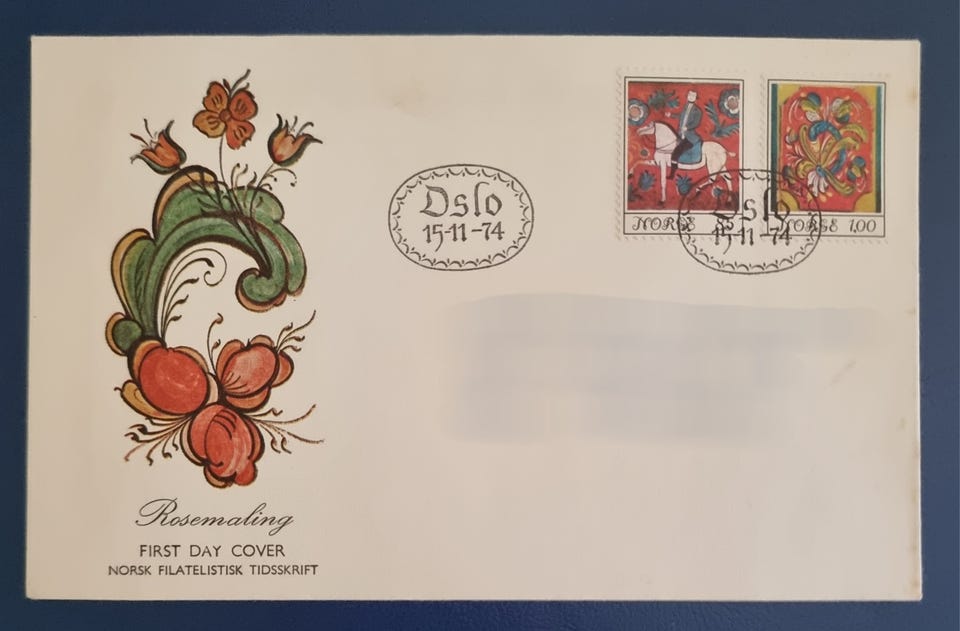 Oslo
15-11-74
NORGE
85
NORGE 1,00
Oslo
15-11 74
Rosemaling
FIRST DAY COVER
NORSK FILATELISTISK TIDSSKRIFT